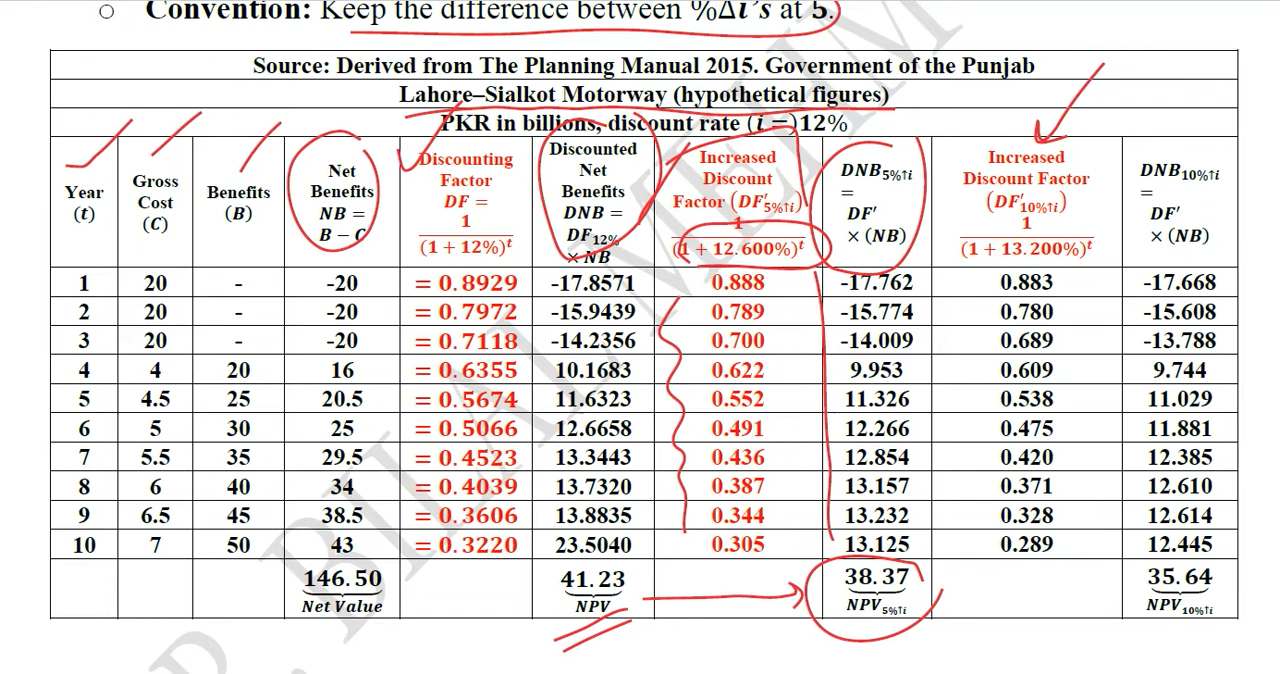 ○ Convention: Keep the difference between %Δi's at 5.
Source: Derived from The Planning Manual 2015. Government of the Punjab
Lahore–Sialkot Motorway (hypothetical figures)
PKR in billions, discount rate (i =)12%
Year (t) | Gross Cost (C) | Benefits (B) | Net Benefits NB = B − C | Discounting Factor DF = 1/(1 + 12%)^t | Discounted Net Benefits DNB = DF12% × NB | Increased Discount Factor (DF′5%↑i) 1/(1 + 12.600%)^t | DNB5%↑i = DF′ × (NB) | Increased Discount Factor (DF′10%↑i) 1/(1 + 13.200%)^t | DNB10%↑i = DF′ × (NB)
1 | 20 | - | -20 | = 0.8929 | -17.8571 | 0.888 | -17.762 | 0.883 | -17.668
2 | 20 | - | -20 | = 0.7972 | -15.9439 | 0.789 | -15.774 | 0.780 | -15.608
3 | 20 | - | -20 | = 0.7118 | -14.2356 | 0.700 | -14.009 | 0.689 | -13.788
4 | 4 | 20 | 16 | = 0.6355 | 10.1683 | 0.622 | 9.953 | 0.609 | 9.744
5 | 4.5 | 25 | 20.5 | = 0.5674 | 11.6323 | 0.552 | 11.326 | 0.538 | 11.029
6 | 5 | 30 | 25 | = 0.5066 | 12.6658 | 0.491 | 12.266 | 0.475 | 11.881
7 | 5.5 | 35 | 29.5 | = 0.4523 | 13.3443 | 0.436 | 12.854 | 0.420 | 12.385
8 | 6 | 40 | 34 | = 0.4039 | 13.7320 | 0.387 | 13.157 | 0.371 | 12.610
9 | 6.5 | 45 | 38.5 | = 0.3606 | 13.8835 | 0.344 | 13.232 | 0.328 | 12.614
10 | 7 | 50 | 43 | = 0.3220 | 23.5040 | 0.305 | 13.125 | 0.289 | 12.445
146.50 Net Value | 41.23 NPV | 38.37 NPV5%↑i | 35.64 NPV10%↑i
BILAL